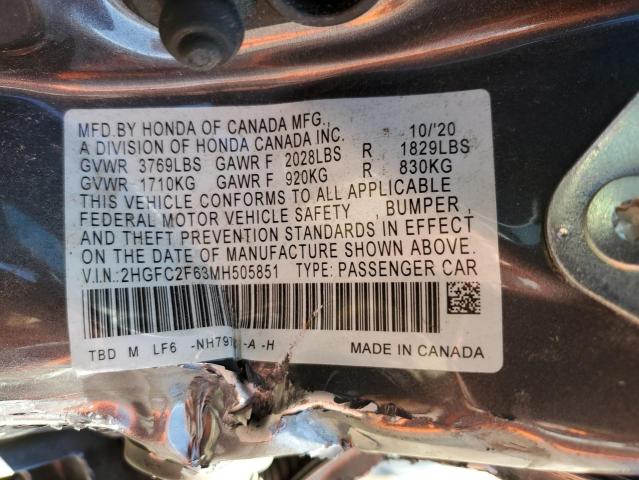 MFD. BY HONDA OF CANADA MFG., 10/'20
A DIVISION OF HONDA CANADA INC.
GVWR 3769LBS GAWR F 2028LBS R 1829LBS
GVWR 1710KG GAWR F 920KG R 830KG
THIS VEHICLE CONFORMS TO ALL APPLICABLE
FEDERAL MOTOR VEHICLE SAFETY , BUMPER ,
AND THEFT PREVENTION STANDARDS IN EFFECT
ON THE DATE OF MANUFACTURE SHOWN ABOVE.
V.I.N.:2HGFC2F63MH505851 TYPE: PASSENGER CAR
TBD M LF6 -A -H MADE IN CANADA